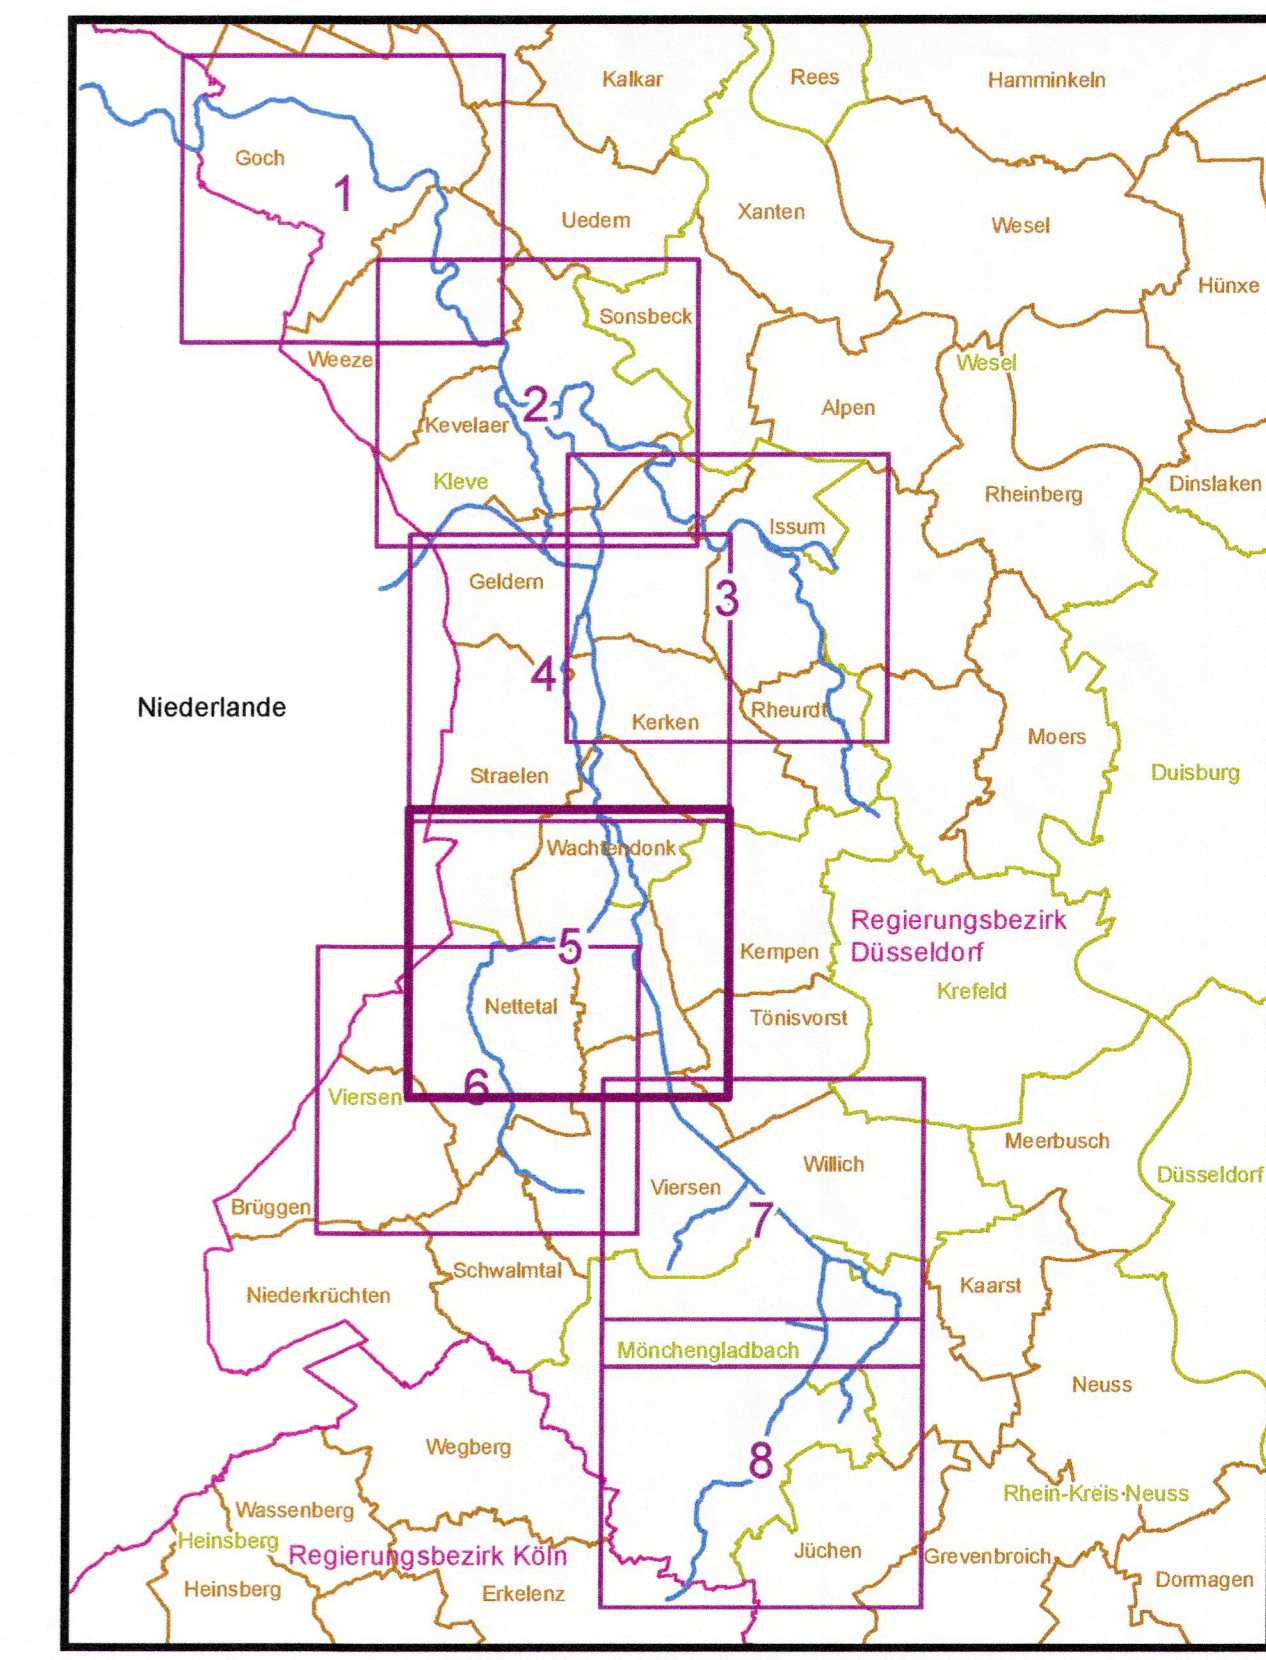 Kalkar
Rees
Hamminkeln
Goch
1
Uedem
Xanten
Wesel
Hünxe
Sonsbeck
Weeze
Wesel
2
Alpen
Kevelaer
Kleve
Rheinberg
Dinslaken
Issum
Geldern
3
4
Niederlande
Kerken
Rheurdt
Moers
Straelen
Duisburg
Wachtendonk
Regierungsbezirk
Düsseldorf
5
Kempen
Krefeld
Nettetal
Tönisvorst
6
Viersen
Meerbusch
Willich
Düsseldorf
Viersen
Brüggen
7
Schwalmtal
Kaarst
Niederkrüchten
Mönchengladbach
Neuss
Wegberg
8
Rhein-Kreis-Neuss
Wassenberg
Heinsberg
Regierungsbezirk Köln
Jüchen
Grevenbroich
Dormagen
Heinsberg
Erkelenz